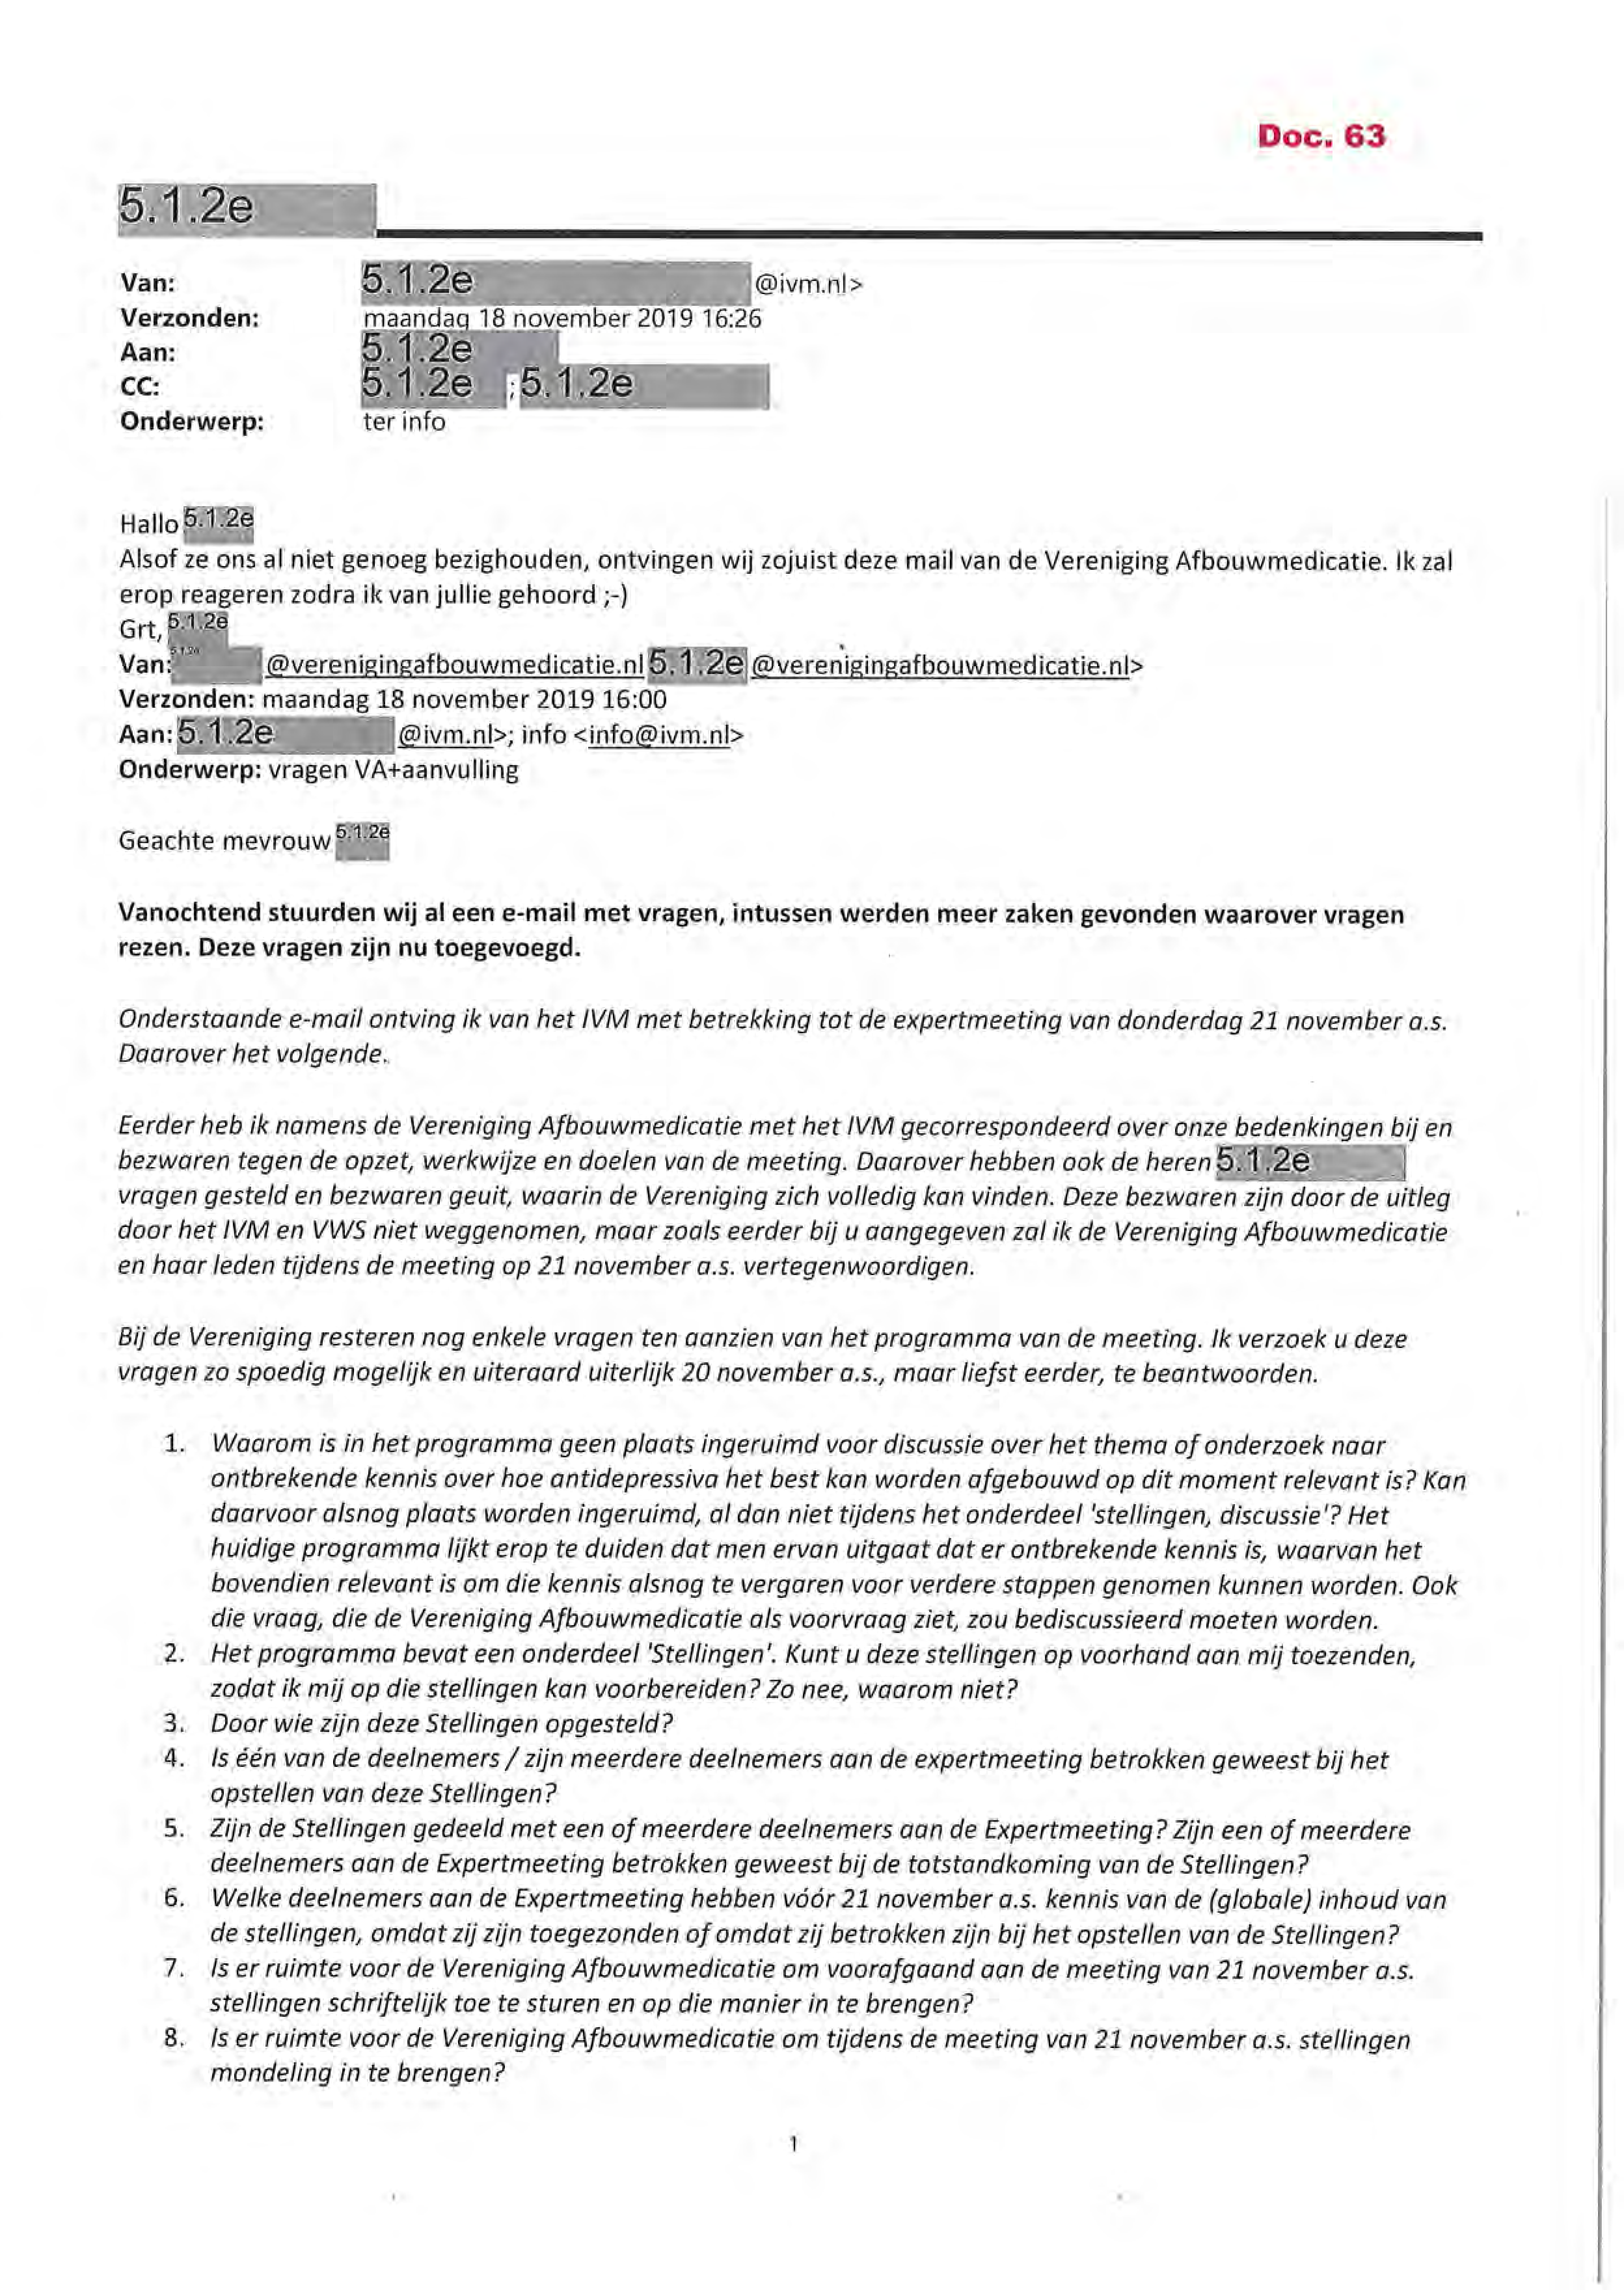 Doc. 63
5.1.2e
Van: 5.1.2e @ivm.nl>
Verzonden: maandag 18 november 2019 16:26
Aan: 5.1.2e
CC: 5.1.2e ; 5.1.2e
Onderwerp: ter info
Hallo 5.1.2e
Alsof ze ons al niet genoeg bezighouden, ontvingen wij zojuist deze mail van de Vereniging Afbouwmedicatie. Ik zal
erop reageren zodra ik van jullie gehoord ;-)
Grt, 5.1.2e
Van: 5.1.2e @verenigingafbouwmedicatie.nl 5.1.2e @verenigingafbouwmedicatie.nl>
Verzonden: maandag 18 november 2019 16:00
Aan: 5.1.2e @ivm.nl>; info <info@ivm.nl>
Onderwerp: vragen VA+aanvulling
Geachte mevrouw 5.1.2e
Vanochtend stuurden wij al een e-mail met vragen, intussen werden meer zaken gevonden waarover vragen
rezen. Deze vragen zijn nu toegevoegd.
Onderstaande e-mail ontving ik van het IVM met betrekking tot de expertmeeting van donderdag 21 november a.s.
Daarover het volgende.
Eerder heb ik namens de Vereniging Afbouwmedicatie met het IVM gecorrespondeerd over onze bedenkingen bij en
bezwaren tegen de opzet, werkwijze en doelen van de meeting. Daarover hebben ook de heren 5.1.2e
vragen gesteld en bezwaren geuit, waarin de Vereniging zich volledig kan vinden. Deze bezwaren zijn door de uitleg
door het IVM en VWS niet weggenomen, maar zoals eerder bij u aangegeven zal ik de Vereniging Afbouwmedicatie
en haar leden tijdens de meeting op 21 november a.s. vertegenwoordigen.
Bij de Vereniging resteren nog enkele vragen ten aanzien van het programma van de meeting. Ik verzoek u deze
vragen zo spoedig mogelijk en uiteraard uiterlijk 20 november a.s., maar liefst eerder, te beantwoorden.
1. Waarom is in het programma geen plaats ingeruimd voor discussie over het thema of onderzoek naar
ontbrekende kennis over hoe antidepressiva het best kan worden afgebouwd op dit moment relevant is? Kan
daarvoor alsnog plaats worden ingeruimd, al dan niet tijdens het onderdeel 'stellingen, discussie'? Het
huidige programma lijkt erop te duiden dat men ervan uitgaat dat er ontbrekende kennis is, waarvan het
bovendien relevant is om die kennis alsnog te vergaren voor verdere stappen genomen kunnen worden. Ook
die vraag, die de Vereniging Afbouwmedicatie als voorvraag ziet, zou bediscussieerd moeten worden.
2. Het programma bevat een onderdeel 'Stellingen'. Kunt u deze stellingen op voorhand aan mij toezenden,
zodat ik mij op die stellingen kan voorbereiden? Zo nee, waarom niet?
3. Door wie zijn deze Stellingen opgesteld?
4. Is één van de deelnemers / zijn meerdere deelnemers aan de expertmeeting betrokken geweest bij het
opstellen van deze Stellingen?
5. Zijn de Stellingen gedeeld met een of meerdere deelnemers aan de Expertmeeting? Zijn een of meerdere
deelnemers aan de Expertmeeting betrokken geweest bij de totstandkoming van de Stellingen?
6. Welke deelnemers aan de Expertmeeting hebben vóór 21 november a.s. kennis van de (globale) inhoud van
de stellingen, omdat zij zijn toegezonden of omdat zij betrokken zijn bij het opstellen van de Stellingen?
7. Is er ruimte voor de Vereniging Afbouwmedicatie om voorafgaand aan de meeting van 21 november a.s.
stellingen schriftelijk toe te sturen en op die manier in te brengen?
8. Is er ruimte voor de Vereniging Afbouwmedicatie om tijdens de meeting van 21 november a.s. stellingen
mondeling in te brengen?
1